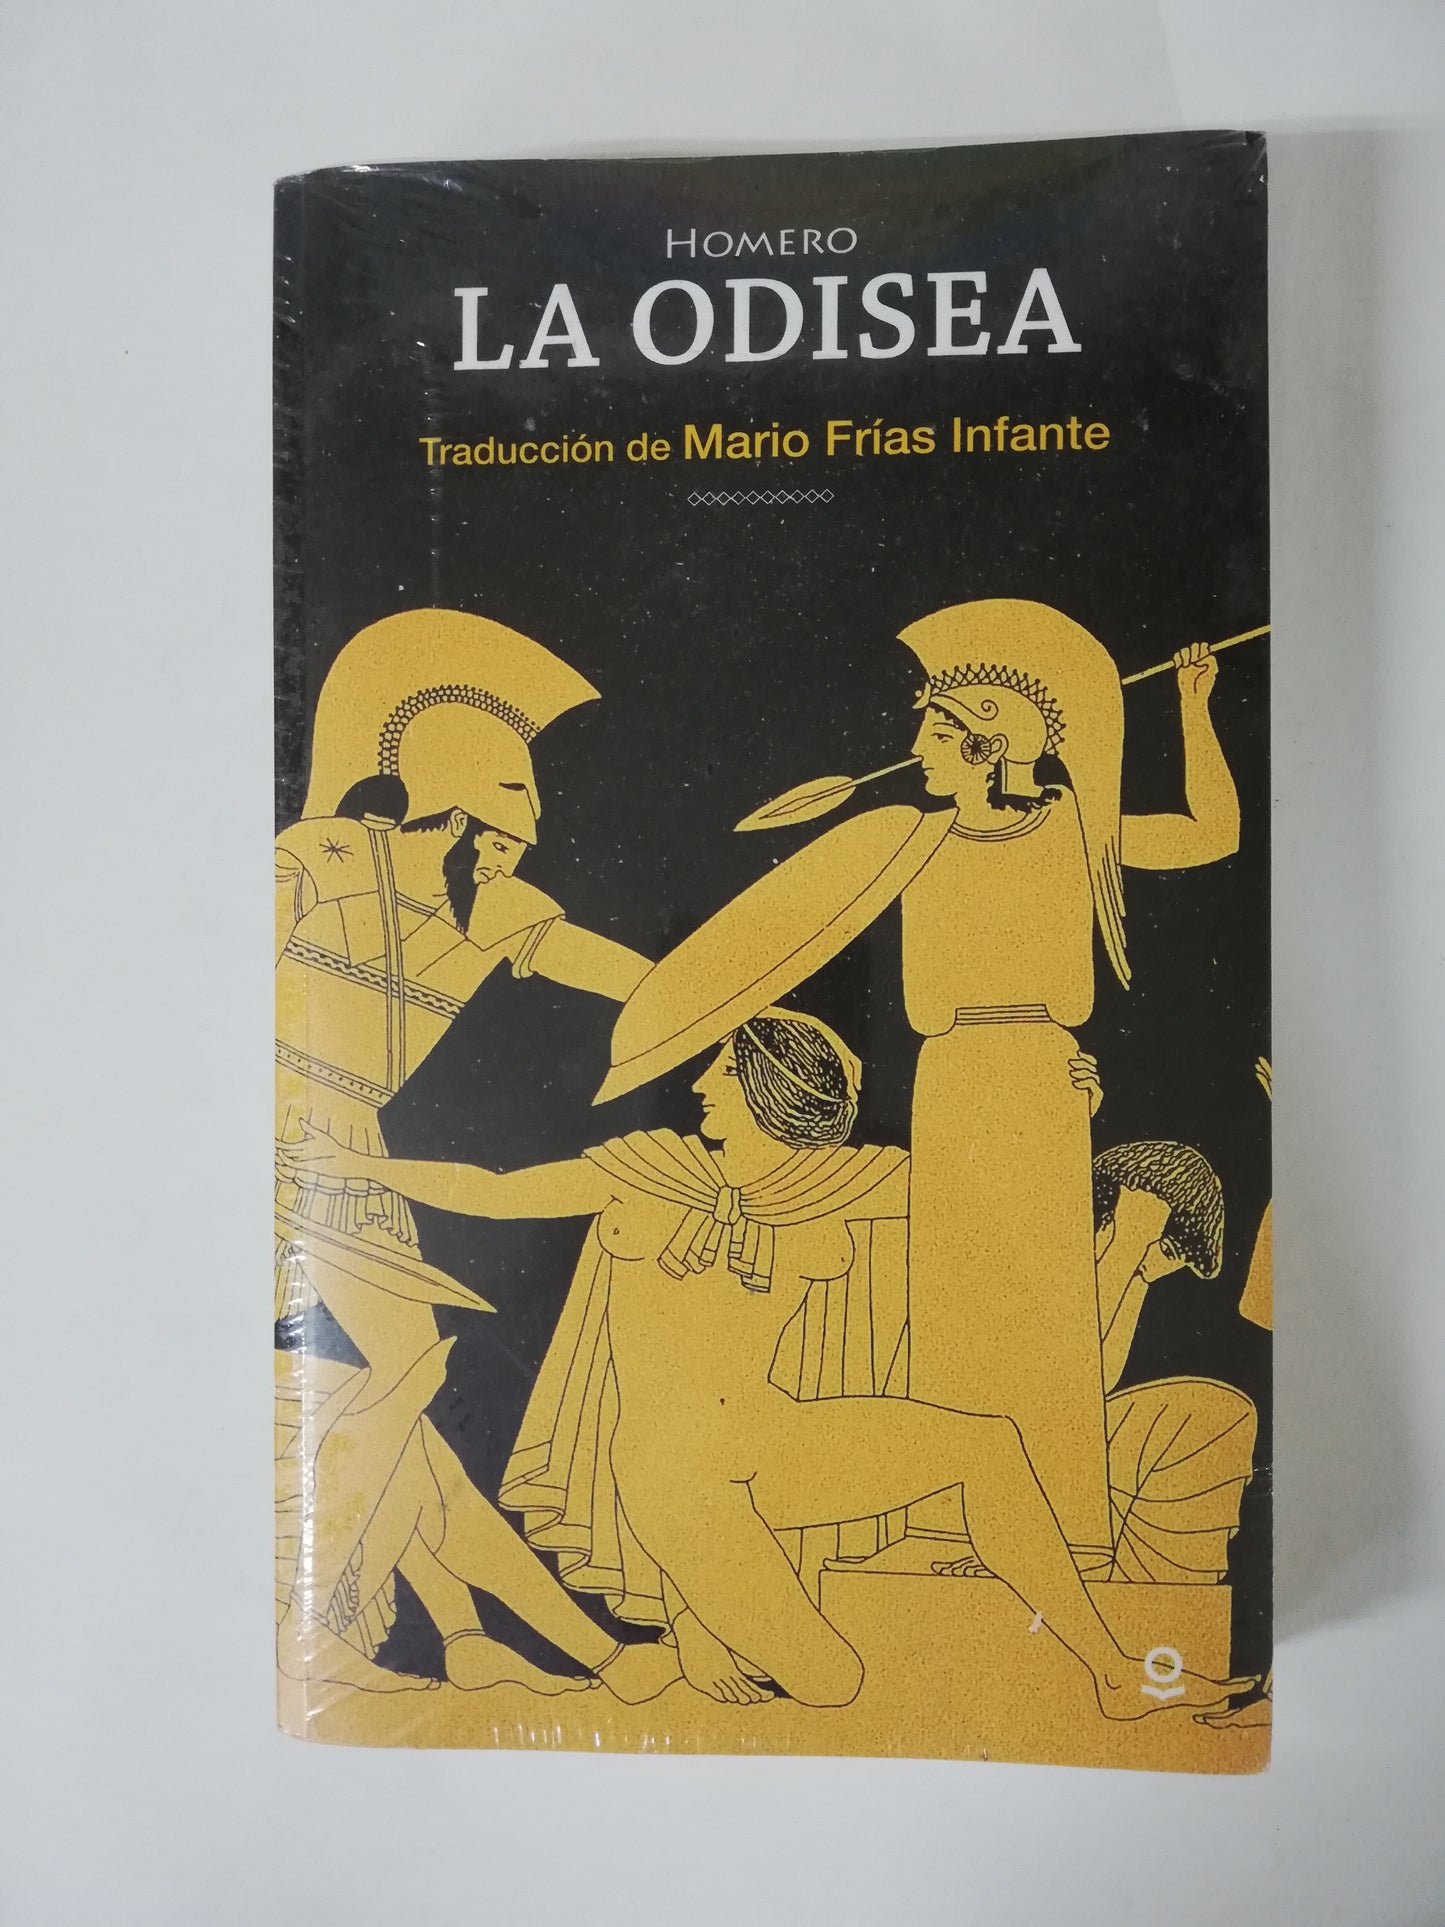 HOMERO
LA ODISEA
Traducción de Mario Frías Infante